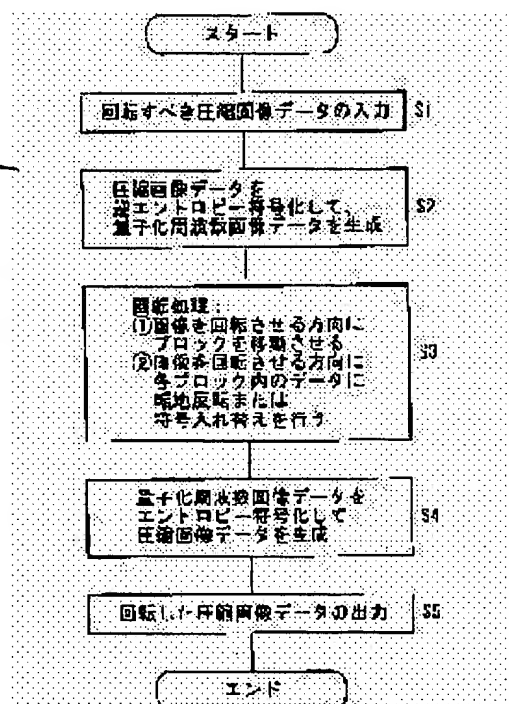 スタート
回転すべき圧縮画像データの入力 S1
圧縮画像データを S2
逆エントロピー符号化して、
量子化周波数画像データを生成
回転処理：
①画像を回転させる方向に
ブロックを移動させる
②画像を回転させる方向に S3
各ブロック内のデータに
反転または
符号入れ替えを行う
量子化周波数画像データを
エントロピー符号化して S4
圧縮画像データを生成
回転した圧縮画像データの出力 S5
エンド